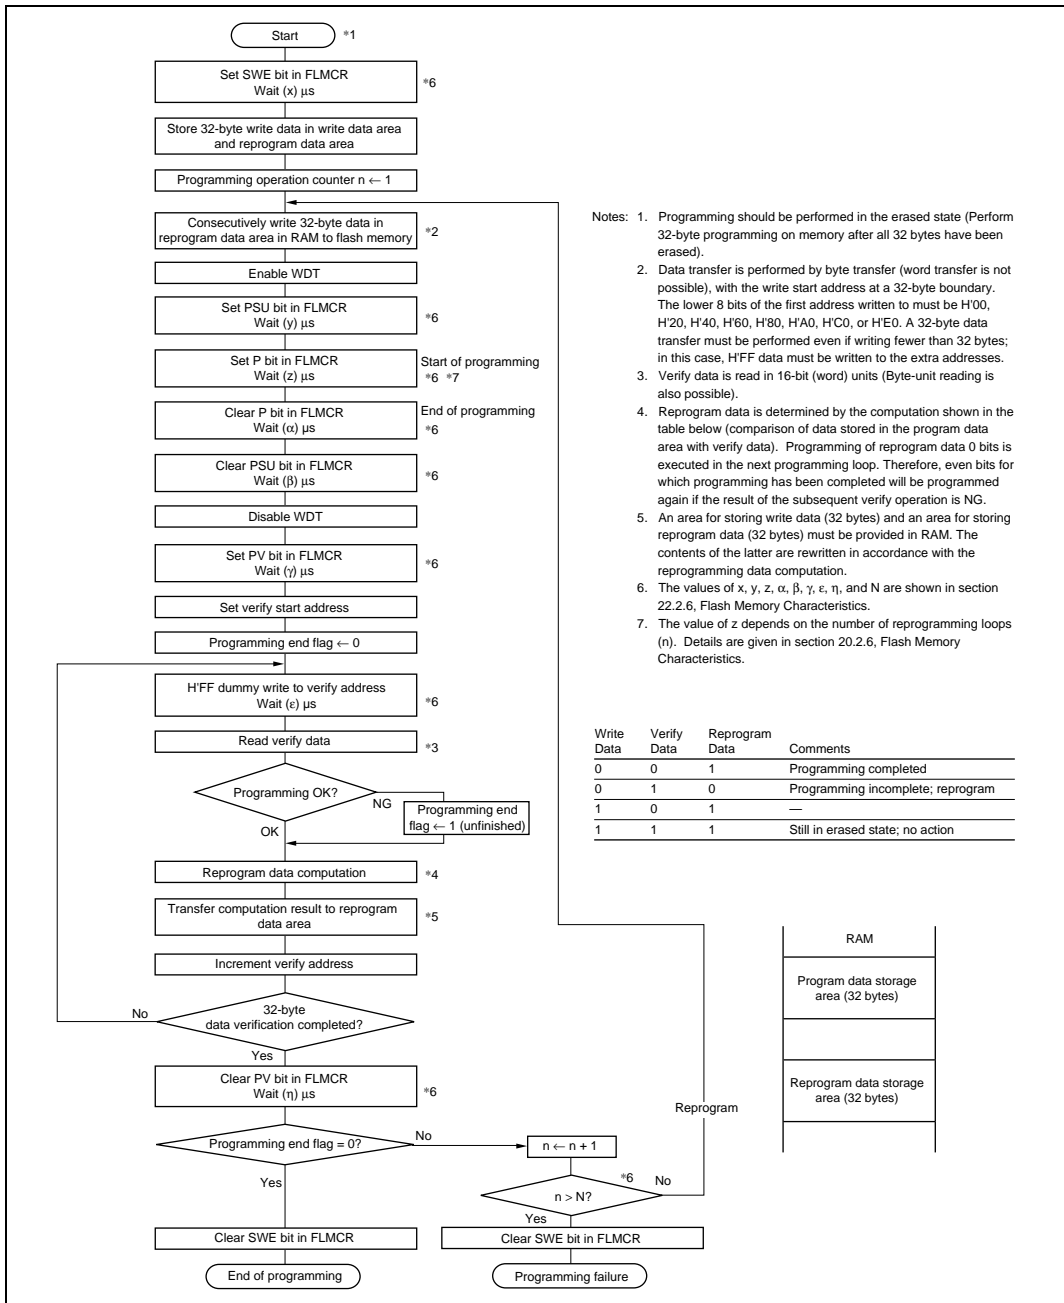 Start *1
Set SWE bit in FLMCR
Wait (x) µs
*6
Store 32-byte write data in write data area
and reprogram data area
Programming operation counter n ← 1
Consecutively write 32-byte data in
reprogram data area in RAM to flash memory
*2
Enable WDT
Set PSU bit in FLMCR
Wait (y) µs
*6
Set P bit in FLMCR
Wait (z) µs
Start of programming
*6 *7
Clear P bit in FLMCR
Wait (α) µs
End of programming
*6
Clear PSU bit in FLMCR
Wait (β) µs
*6
Disable WDT
Set PV bit in FLMCR
Wait (γ) µs
*6
Set verify start address
Programming end flag ← 0
H'FF dummy write to verify address
Wait (ε) µs
*6
Read verify data
*3
Programming OK?
NG
Programming end
flag ← 1 (unfinished)
OK
Reprogram data computation
*4
Transfer computation result to reprogram
data area
*5
Increment verify address
32-byte
data verification completed?
No
Yes
Clear PV bit in FLMCR
Wait (η) µs
*6
Programming end flag = 0?
No
Yes
n ← n + 1
n > N?
*6
No
Reprogram
Yes
Clear SWE bit in FLMCR
Clear SWE bit in FLMCR
End of programming
Programming failure
Notes: 1. Programming should be performed in the erased state (Perform
32-byte programming on memory after all 32 bytes have been
erased).
2. Data transfer is performed by byte transfer (word transfer is not
possible), with the write start address at a 32-byte boundary.
The lower 8 bits of the first address written to must be H'00,
H'20, H'40, H'60, H'80, H'A0, H'C0, or H'E0. A 32-byte data
transfer must be performed even if writing fewer than 32 bytes;
in this case, H'FF data must be written to the extra addresses.
3. Verify data is read in 16-bit (word) units (Byte-unit reading is
also possible).
4. Reprogram data is determined by the computation shown in the
table below (comparison of data stored in the program data
area with verify data). Programming of reprogram data 0 bits is
executed in the next programming loop. Therefore, even bits for
which programming has been completed will be programmed
again if the result of the subsequent verify operation is NG.
5. An area for storing write data (32 bytes) and an area for storing
reprogram data (32 bytes) must be provided in RAM. The
contents of the latter are rewritten in accordance with the
reprogramming data computation.
6. The values of x, y, z, α, β, γ, ε, η, and N are shown in section
22.2.6, Flash Memory Characteristics.
7. The value of z depends on the number of reprogramming loops
(n). Details are given in section 20.2.6, Flash Memory
Characteristics.
Write Verify Reprogram
Data Data Data Comments
0 0 1 Programming completed
0 1 0 Programming incomplete; reprogram
1 0 1 —
1 1 1 Still in erased state; no action
RAM
Program data storage
area (32 bytes)
Reprogram data storage
area (32 bytes)